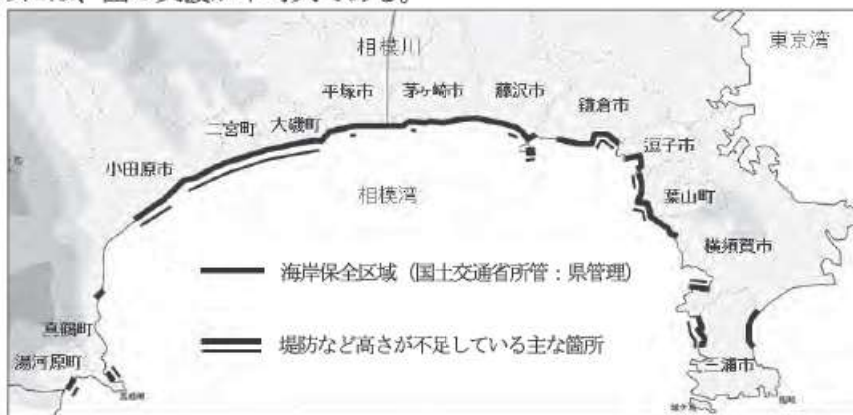 相模川
東京湾
平塚市
茅ヶ崎市
藤沢市
鎌倉市
二宮町
大磯町
逗子市
小田原市
相模湾
葉山町
横須賀市
海岸保全区域（国土交通省所管：県管理）
真鶴町
堤防など高さが不足している主な箇所
湯河原町
三浦市